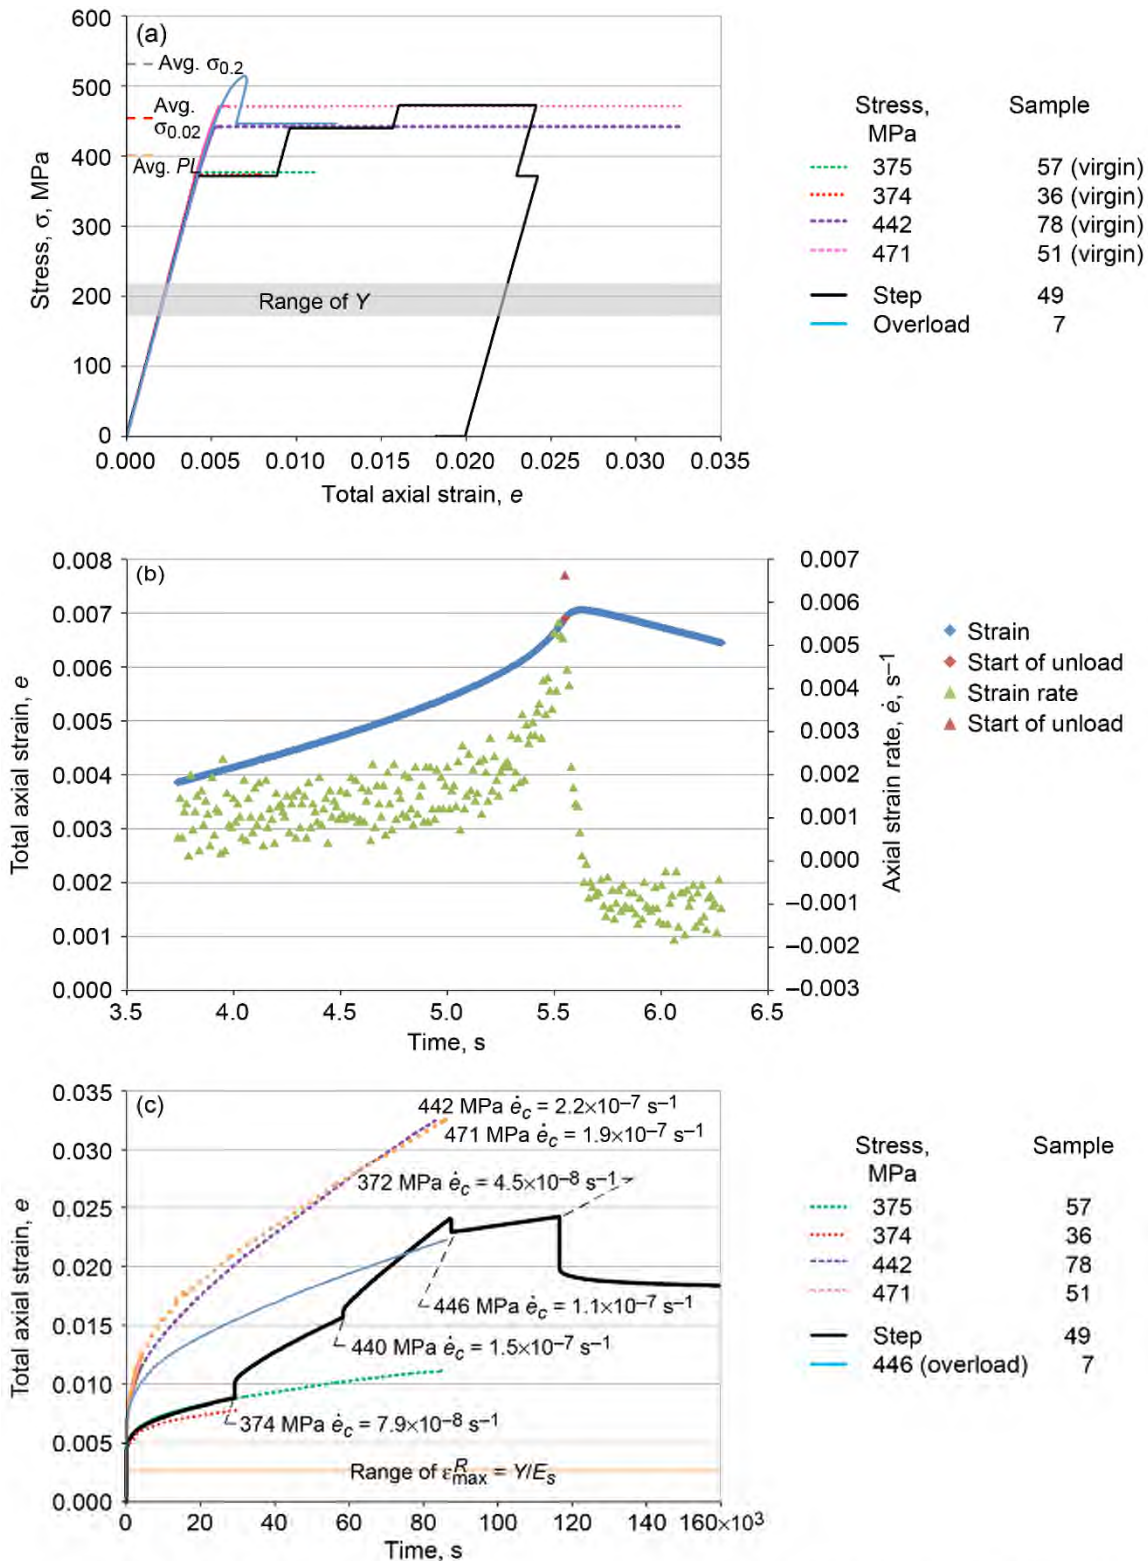 (a)
600
500
400
300
200
100
0
Stress, σ, MPa
Avg. σ0.2
Avg.
σ0.02
Avg. PL
Range of Y
0.000 0.005 0.010 0.015 0.020 0.025 0.030 0.035
Total axial strain, e
Stress, Sample
MPa
375 57 (virgin)
374 36 (virgin)
442 78 (virgin)
471 51 (virgin)
Step 49
Overload 7
(b)
0.008
0.007
0.006
0.005
0.004
0.003
0.002
0.001
0.000
Total axial strain, e
0.007
0.006
0.005
0.004
0.003
0.002
0.001
0.000
–0.001
–0.002
–0.003
Axial strain rate, ė, s–1
3.5 4.0 4.5 5.0 5.5 6.0 6.5
Time, s
Strain
Start of unload
Strain rate
Start of unload
(c)
0.035
0.030
0.025
0.020
0.015
0.010
0.005
0.000
Total axial strain, e
442 MPa ėc = 2.2×10–7 s–1
471 MPa ėc = 1.9×10–7 s–1
372 MPa ėc = 4.5×10–8 s–1
446 MPa ėc = 1.1×10–7 s–1
440 MPa ėc = 1.5×10–7 s–1
374 MPa ėc = 7.9×10–8 s–1
Range of εRmax = Y/Es
0 20 40 60 80 100 120 140 160×103
Time, s
Stress, Sample
MPa
375 57
374 36
442 78
471 51
Step 49
446 (overload) 7